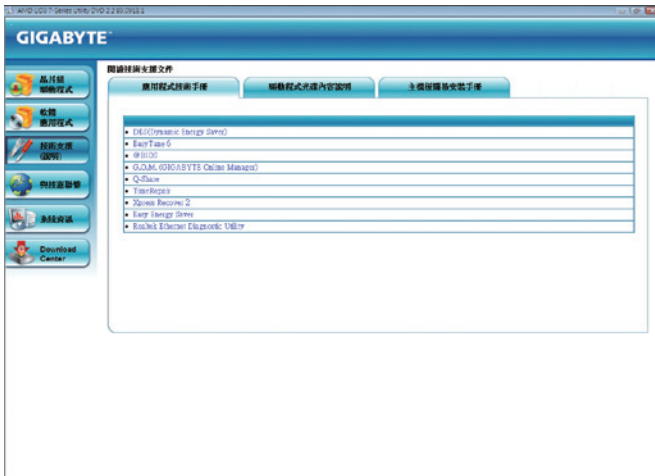 GIGABYTE
閱讀技術支援文件
應用程式技術手冊
驅動程式光碟內容說明
主機板簡易安裝手冊
晶片組
驅動程式
軟體
應用程式
技術支援
(說明)
與技嘉聯繫
系統資訊
Download
Center
DES(Dynamic Energy Saver)
EasyTune 6
@BIOS
G.O.M. (GIGABYTE Online Manager)
Q-Share
TimeRepair
Xpress Recovery 2
Easy Energy Saver
Realtek Ethernet Diagnostic Utility